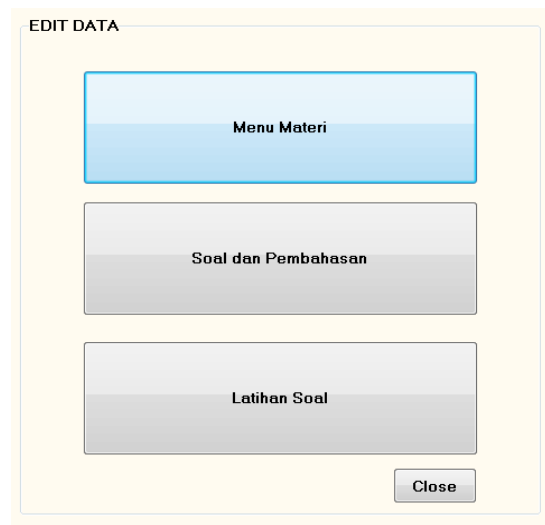 EDIT DATA
Menu Materi
Soal dan Pembahasan
Latihan Soal
Close